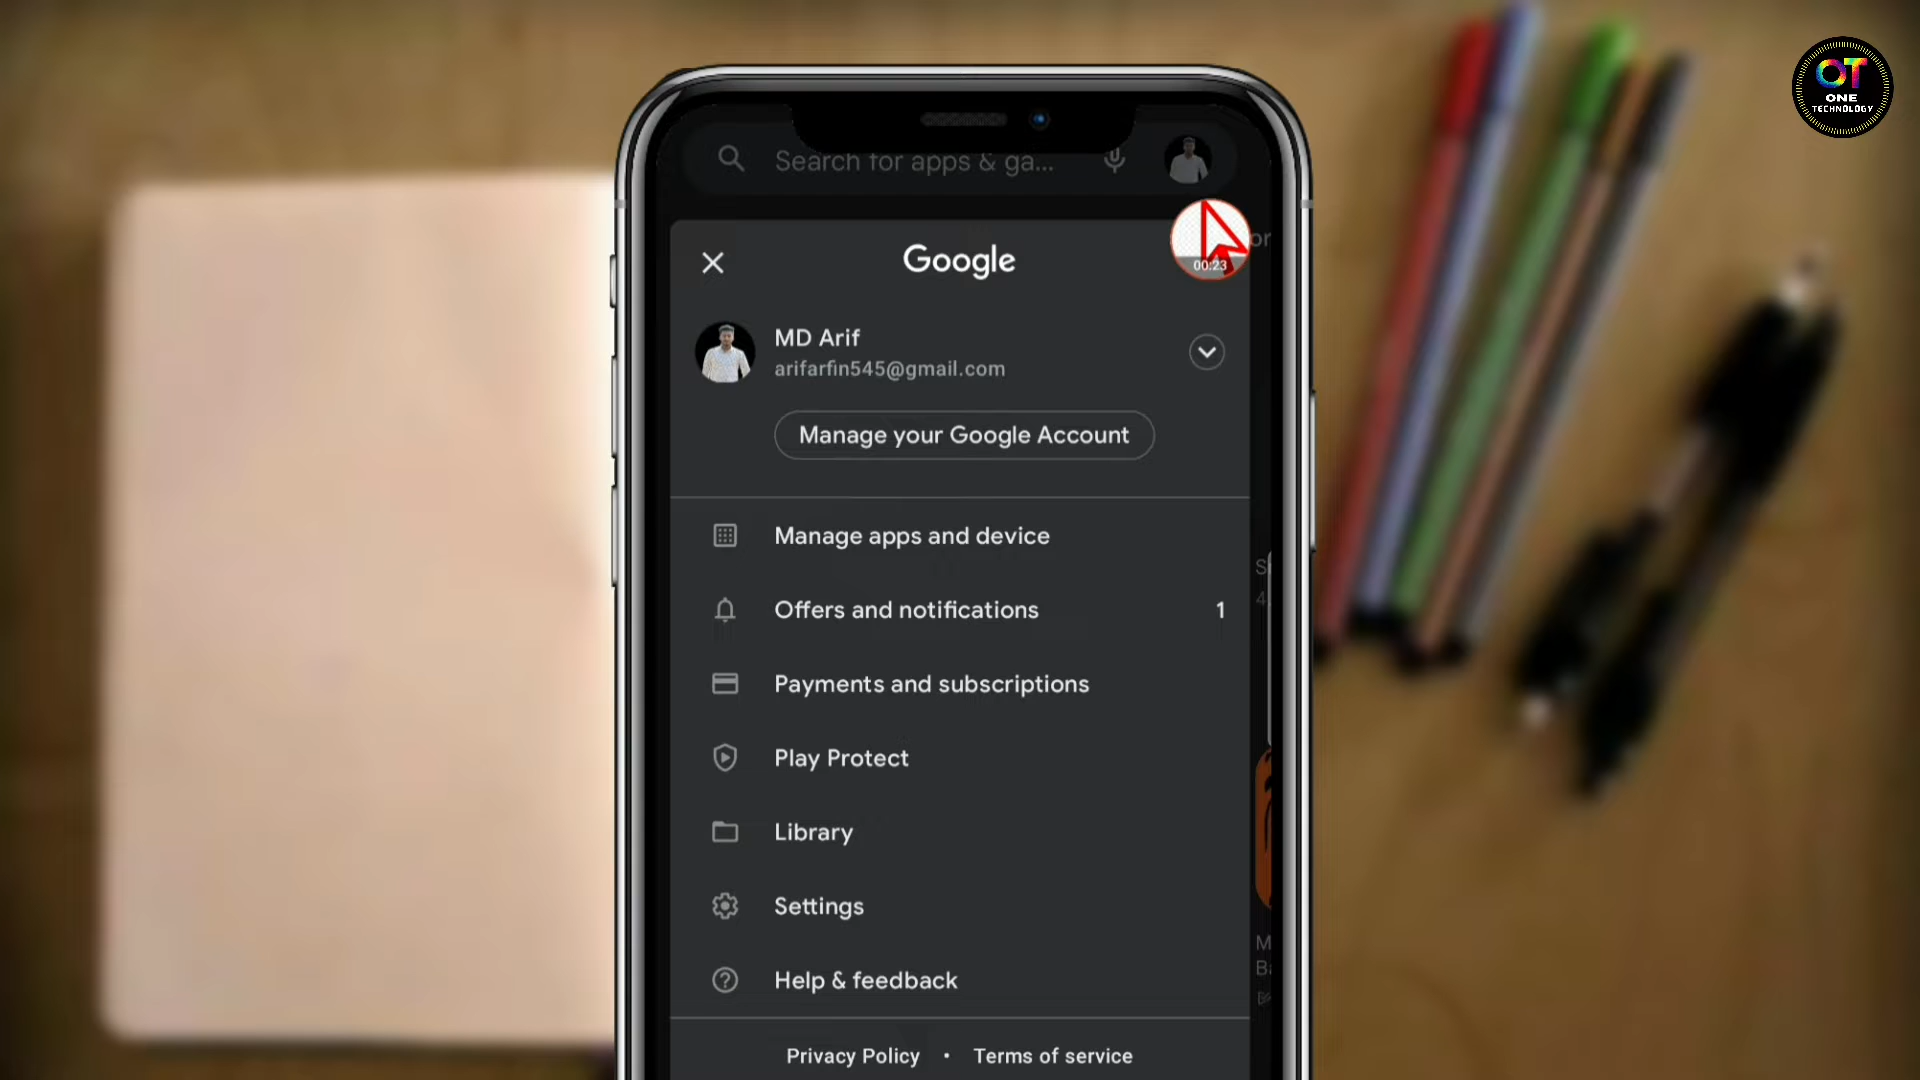 OT
ONE
TECHNOLOGY
Search for apps & ga...
Google
00:23
MD Arif
arifarfin545@gmail.com
Manage your Google Account
Manage apps and device
Offers and notifications 1
Payments and subscriptions
Play Protect
Library
Settings
Help & feedback
Privacy Policy • Terms of service